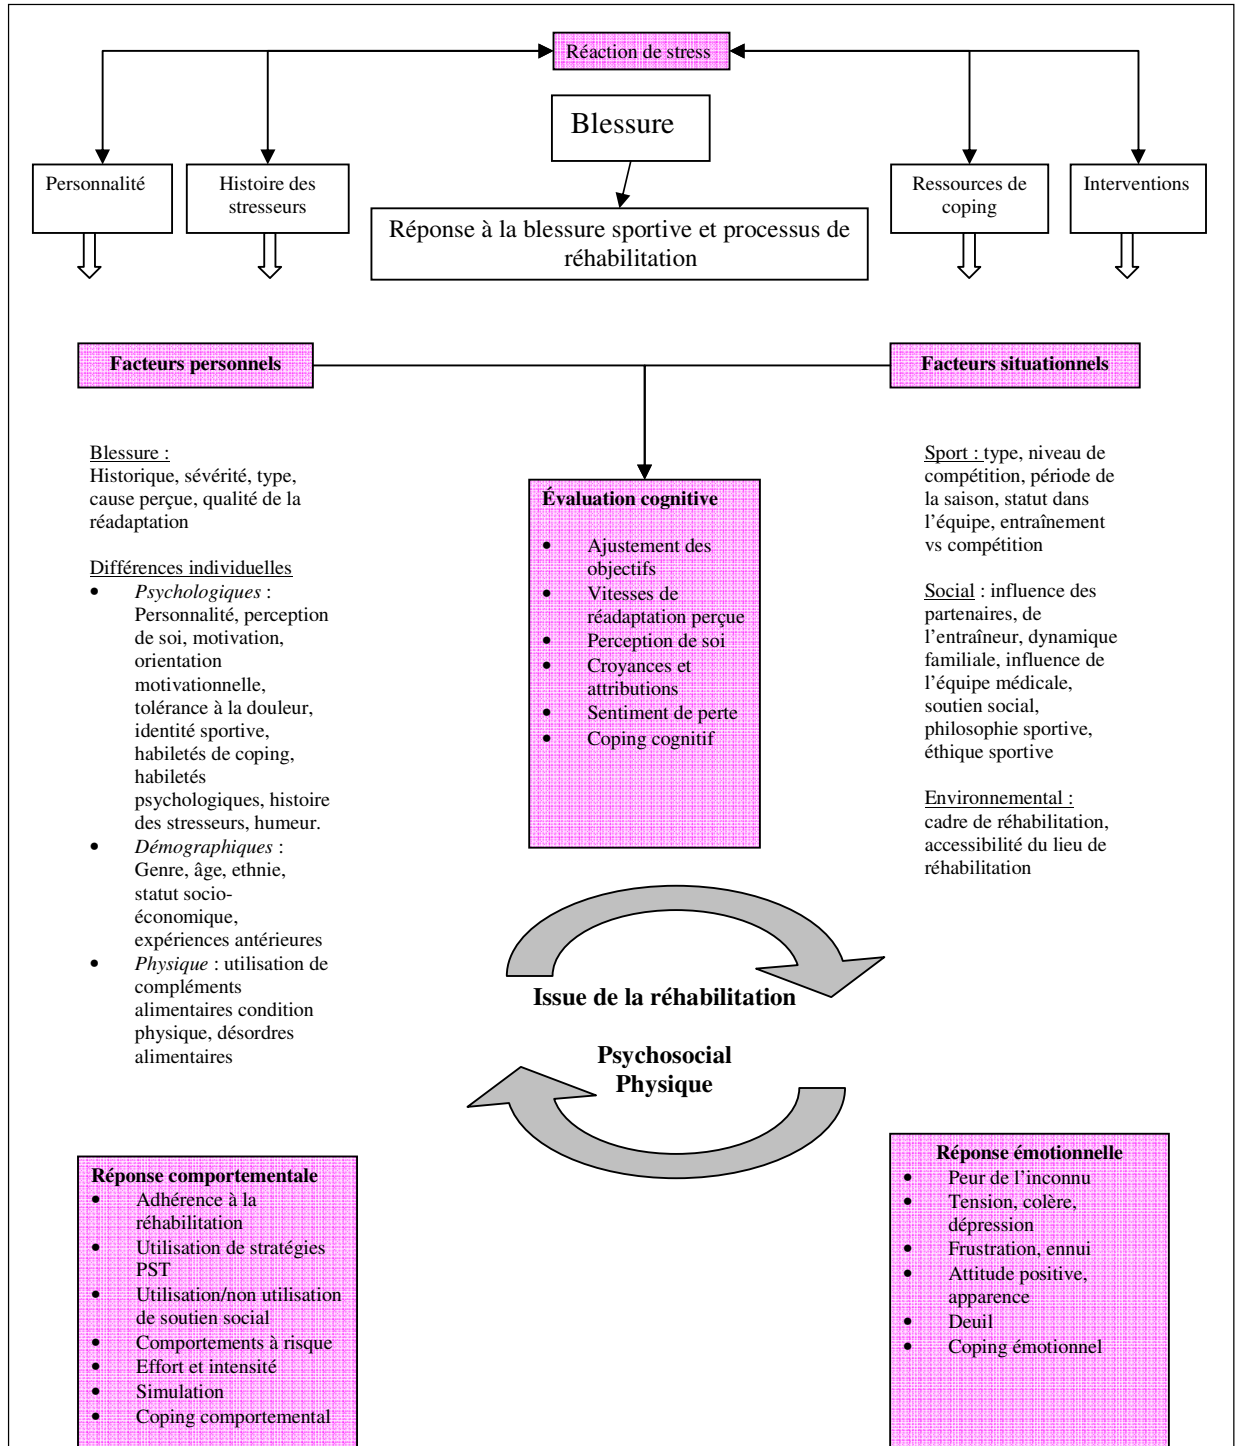 Réaction de stress
Blessure
Personnalité
Histoire des
stresseurs
Ressources de
coping
Interventions
Réponse à la blessure sportive et processus de
réhabilitation
Facteurs personnels
Facteurs situationnels
Blessure :
Historique, sévérité, type,
cause perçue, qualité de la
réadaptation
Différences individuelles
• Psychologiques :
Personnalité, perception
de soi, motivation,
orientation
motivationnelle,
tolérance à la douleur,
identité sportive,
habiletés de coping,
habiletés
psychologiques, histoire
des stresseurs, humeur.
• Démographiques :
Genre, âge, ethnie,
statut socio-
économique,
expériences antérieures
• Physique : utilisation de
compléments
alimentaires condition
physique, désordres
alimentaires
Évaluation cognitive
• Ajustement des
objectifs
• Vitesses de
réadaptation perçue
• Perception de soi
• Croyances et
attributions
• Sentiment de perte
• Coping cognitif
Sport : type, niveau de
compétition, période de
la saison, statut dans
l’équipe, entraînement
vs compétition
Social : influence des
partenaires, de
l’entraîneur, dynamique
familiale, influence de
l’équipe médicale,
soutien social,
philosophie sportive,
éthique sportive
Environnemental :
cadre de réhabilitation,
accessibilité du lieu de
réhabilitation
Issue de la réhabilitation
Psychosocial
Physique
Réponse comportementale
• Adhérence à la
réhabilitation
• Utilisation de stratégies
PST
• Utilisation/non utilisation
de soutien social
• Comportements à risque
• Effort et intensité
• Simulation
• Coping comportemental
Réponse émotionnelle
• Peur de l’inconnu
• Tension, colère,
dépression
• Frustration, ennui
• Attitude positive,
apparence
• Deuil
• Coping émotionnel